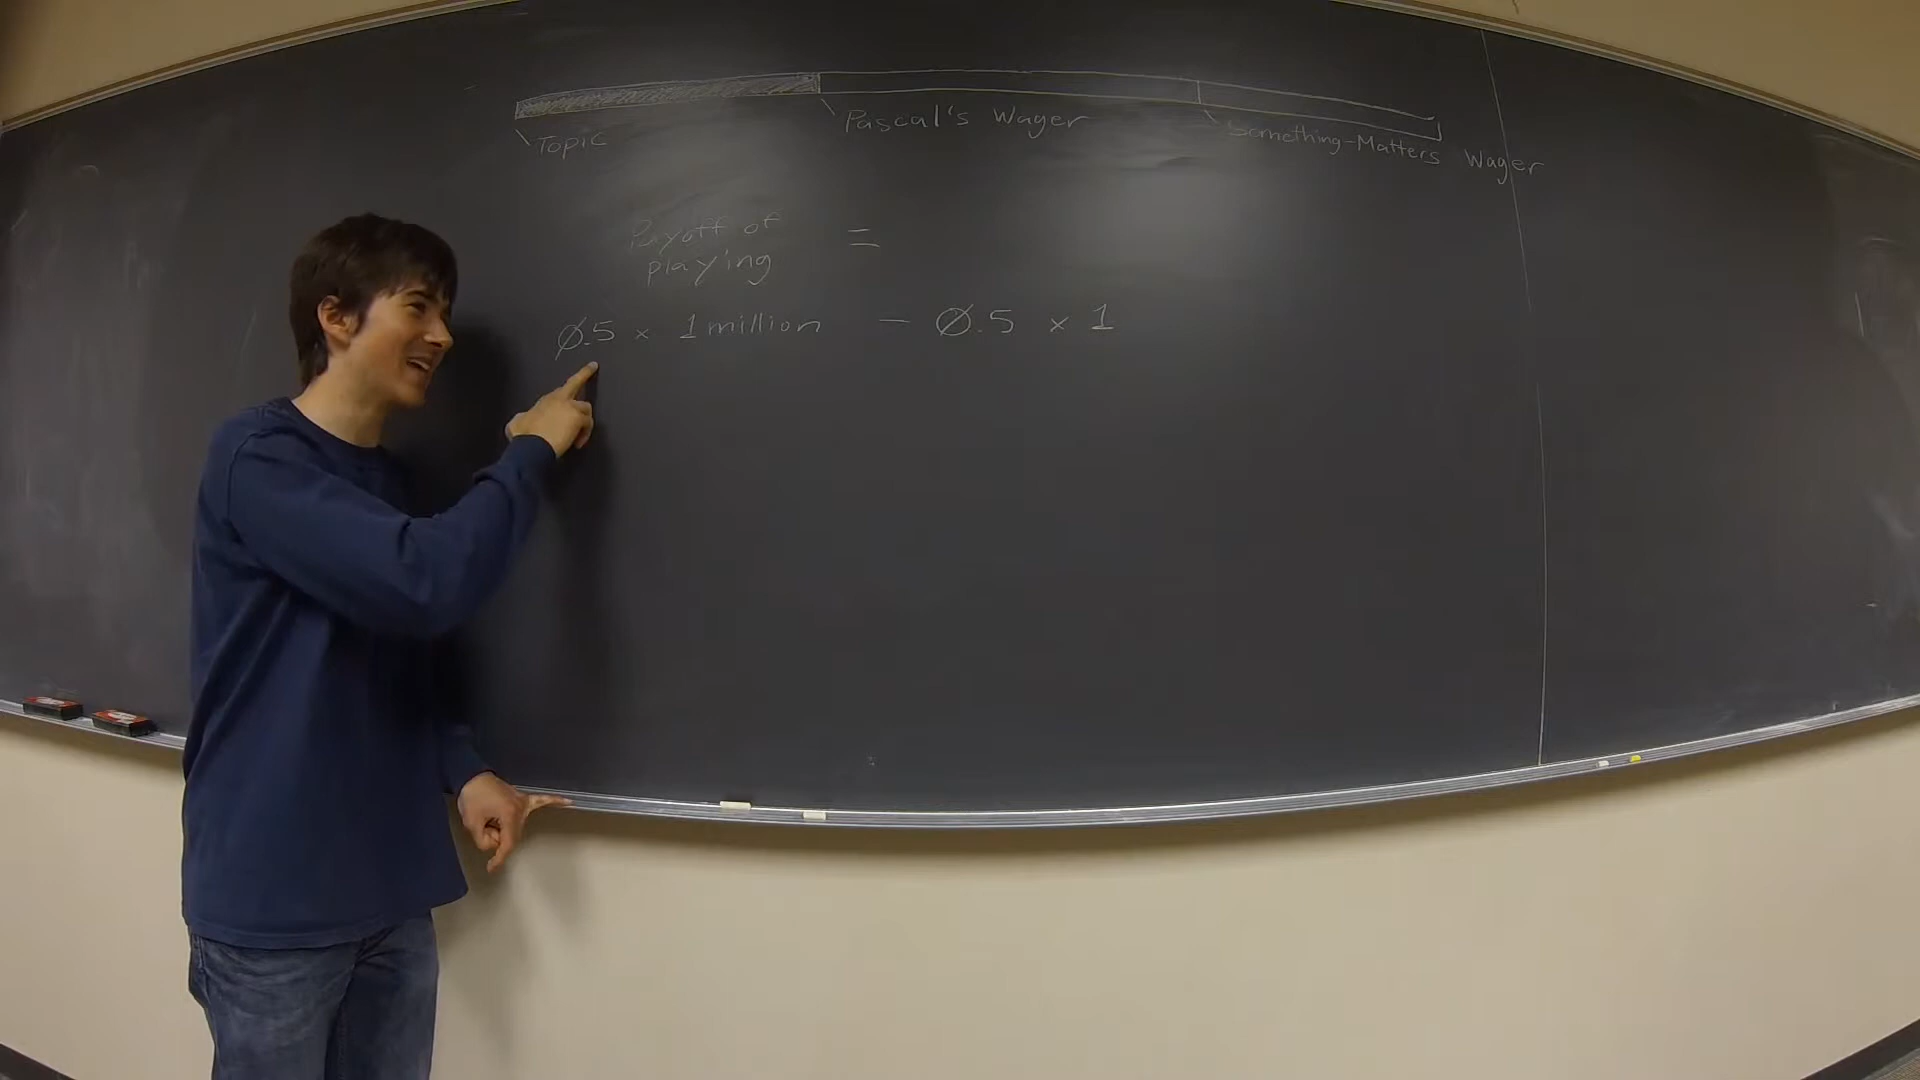 Topic
Pascal's Wager
Something-Matters Wager
Payoff of =
playing
Ø.5 × 1 million - Ø.5 × 1